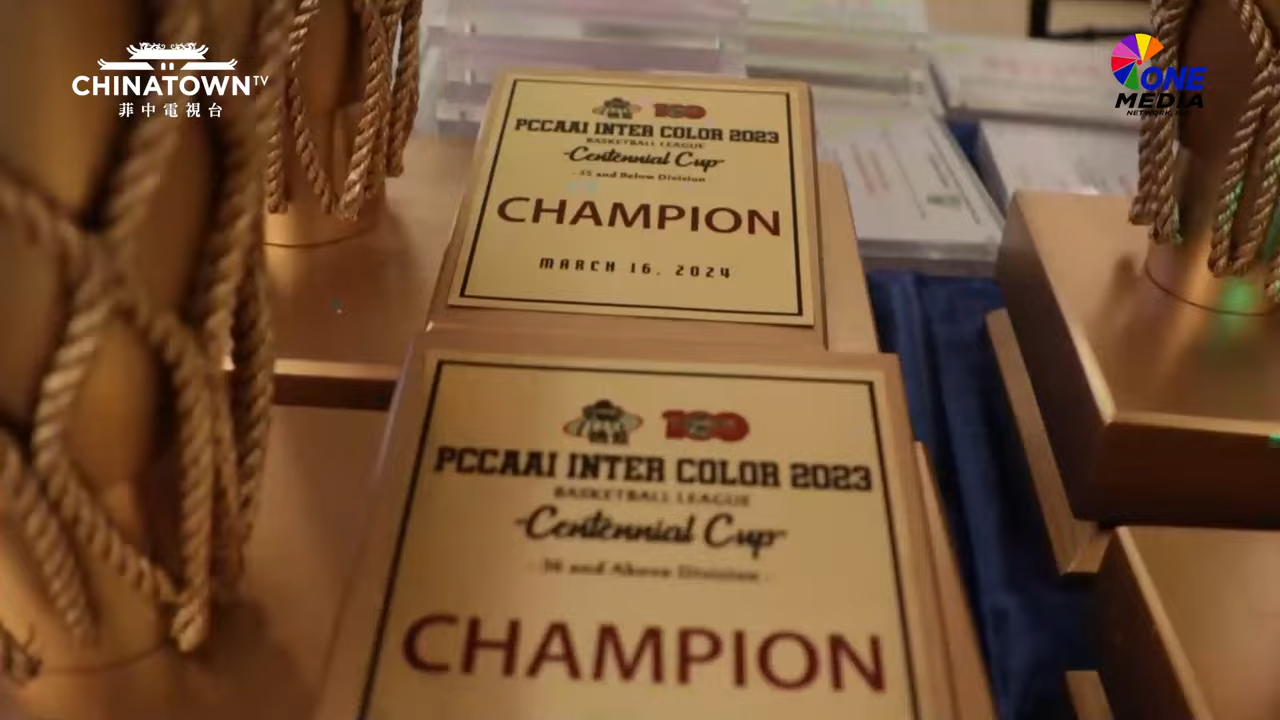 CHINATOWN TV
菲中電視台
ONE
MEDIA
NETWORK, INC.
100
PCCAAI INTER COLOR 2023
BASKETBALL LEAGUE
Centennial Cup
and Below Division
CHAMPION
MARCH 16, 2024
100
PCCAAI INTER COLOR 2023
BASKETBALL LEAGUE
Centennial Cup
- 36 and Above Division -
CHAMPION